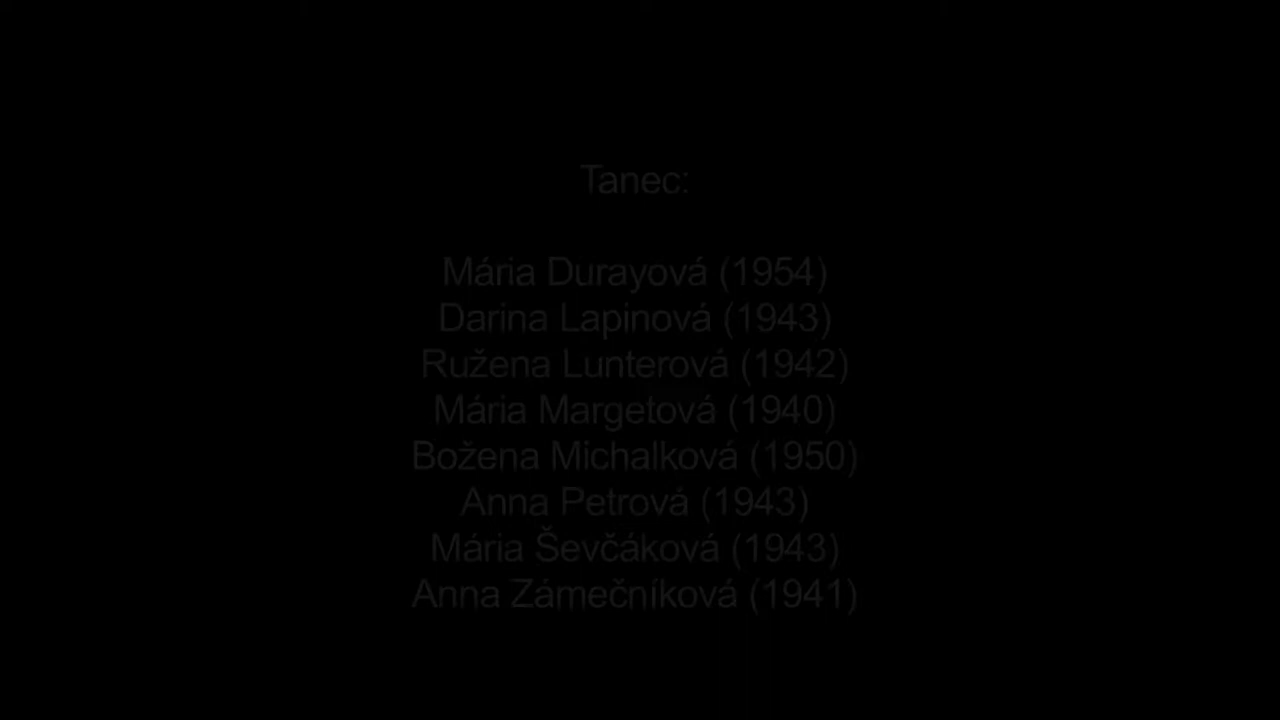 Tanec:
Mária Durayová (1954)
Darina Lapinová (1943)
Ružena Lunterová (1942)
Mária Margetová (1940)
Božena Michalková (1950)
Anna Petrová (1943)
Mária Ševčáková (1943)
Anna Zámečníková (1941)